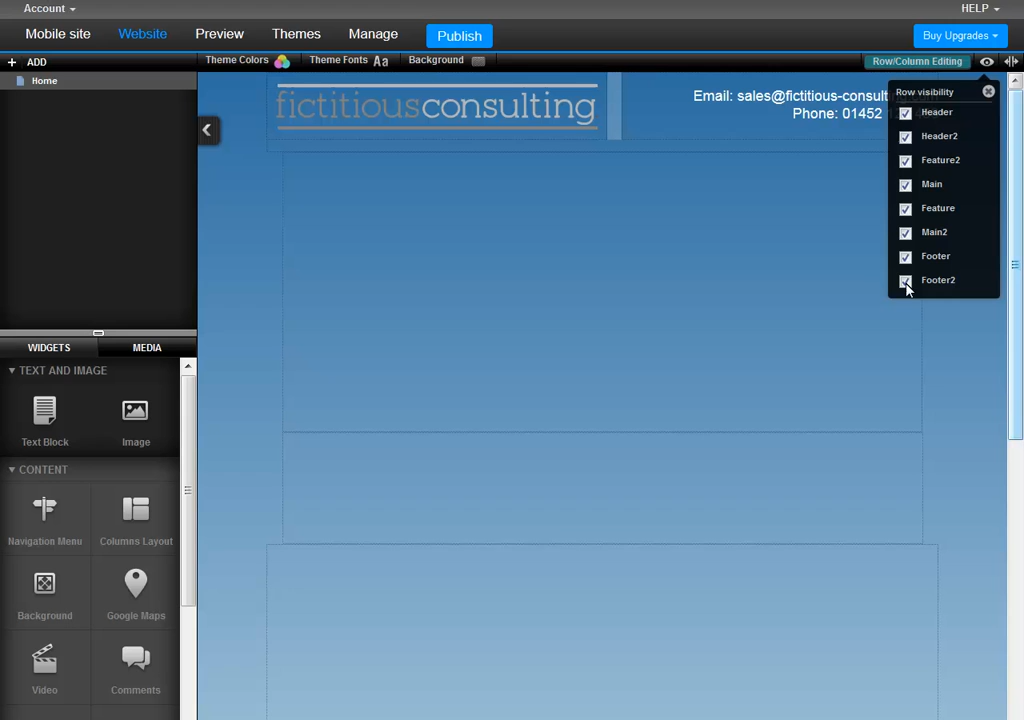 Account
HELP
Mobile site
Website
Preview
Themes
Manage
Publish
Buy Upgrades
+ ADD
Theme Colors
Theme Fonts Aa
Background
Row/Column Editing
Home
fictitiousconsulting
Email: sales@fictitious-consulting
Phone: 01452
Row visibility
Header
Header2
Feature2
Main
Feature
Main2
Footer
Footer2
WIDGETS
MEDIA
TEXT AND IMAGE
Text Block
Image
CONTENT
Navigation Menu
Columns Layout
Background
Google Maps
Video
Comments